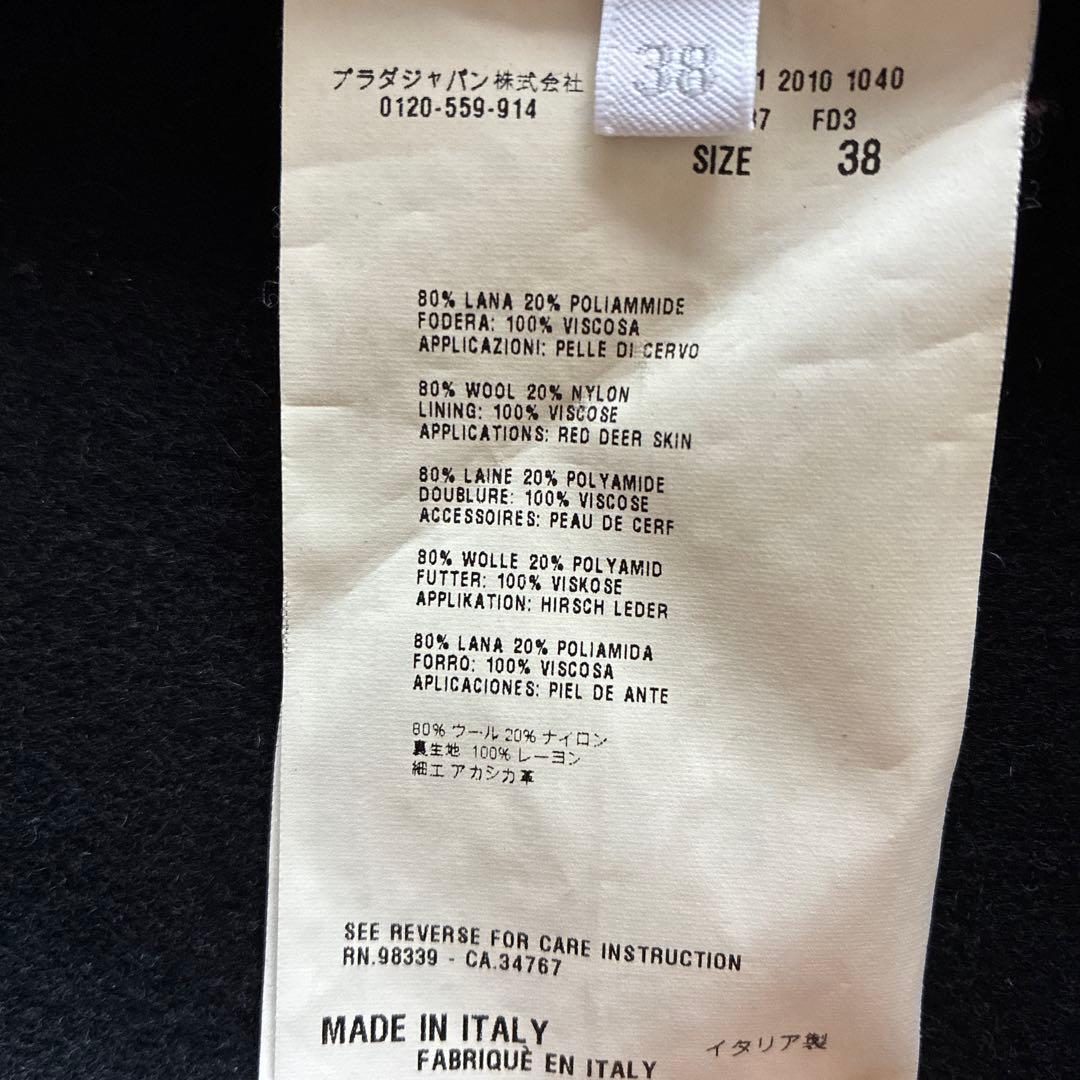 38
プラダジャパン株式会社
0120-559-914
1 2010 1040
37 FD3
SIZE 38
80% LANA 20% POLIAMMIDE
FODERA: 100% VISCOSA
APPLICAZIONI: PELLE DI CERVO
80% WOOL 20% NYLON
LINING: 100% VISCOSE
APPLICATIONS: RED DEER SKIN
80% LAINE 20% POLYAMIDE
DOUBLURE: 100% VISCOSE
ACCESSOIRES: PEAU DE CERF
80% WOLLE 20% POLYAMID
FUTTER: 100% VISKOSE
APPLIKATION: HIRSCH LEDER
80% LANA 20% POLIAMIDA
FORRO: 100% VISCOSA
APLICACIONES: PIEL DE ANTE
80% ウール 20% ナイロン
裏生地 100% レーヨン
細工 アカシカ革
SEE REVERSE FOR CARE INSTRUCTION
RN.98339 - CA.34767
MADE IN ITALY
FABRIQUÈ EN ITALY
イタリア製